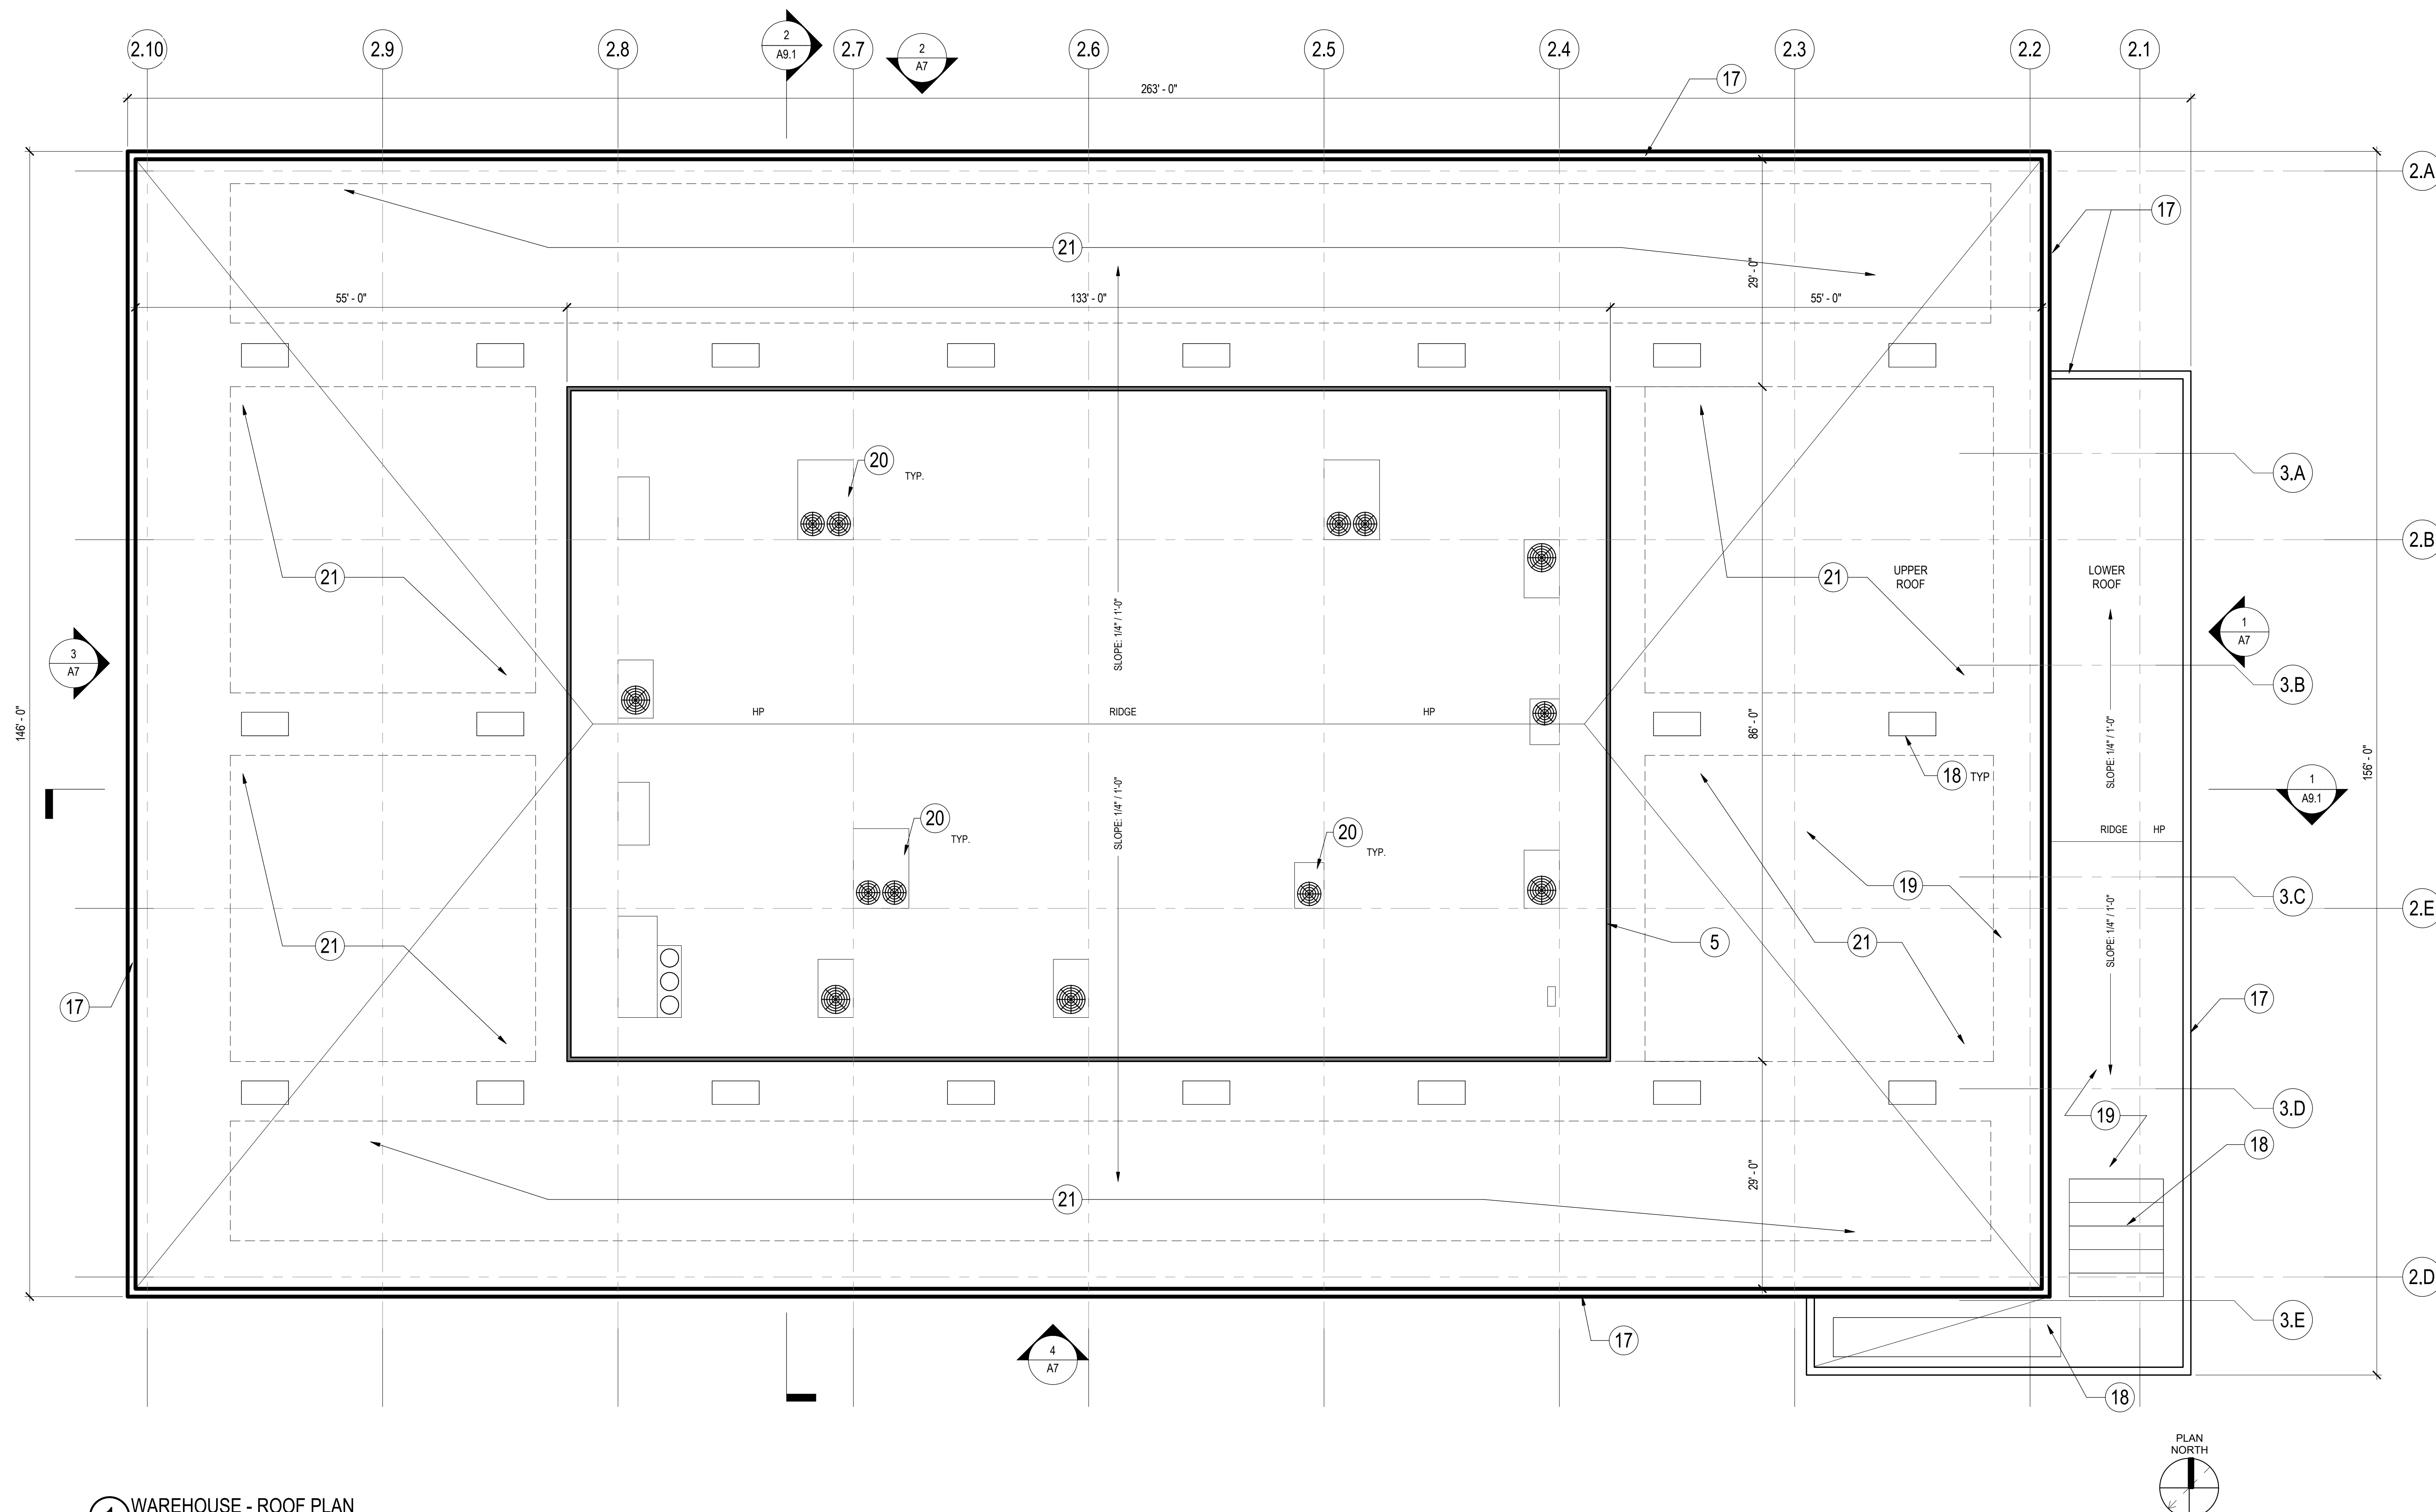 2.10
2.9
2.8
2
A9.1
2.7
2
A7
2.6
2.5
2.4
2.3
2.2
2.1
17
263' - 0"
2.A
17
21
29' - 0"
55' - 0"
133' - 0"
55' - 0"
20
TYP.
3.A
2.B
21
21
UPPER
ROOF
LOWER
ROOF
SLOPE: 1/4" / 1'-0"
1
A7
3
A7
3.B
146' - 0"
HP
RIDGE
HP
86' - 0"
SLOPE: 1/4" / 1'-0"
156' - 0"
18
TYP
1
A9.1
SLOPE: 1/4" / 1'-0"
20
TYP.
20
TYP.
RIDGE
HP
19
3.C
2.E
SLOPE: 1/4" / 1'-0"
21
5
21
17
17
3.D
19
18
29' - 0"
21
2.D
3.E
17
4
A7
18
PLAN
NORTH
WAREHOUSE - ROOF PLAN